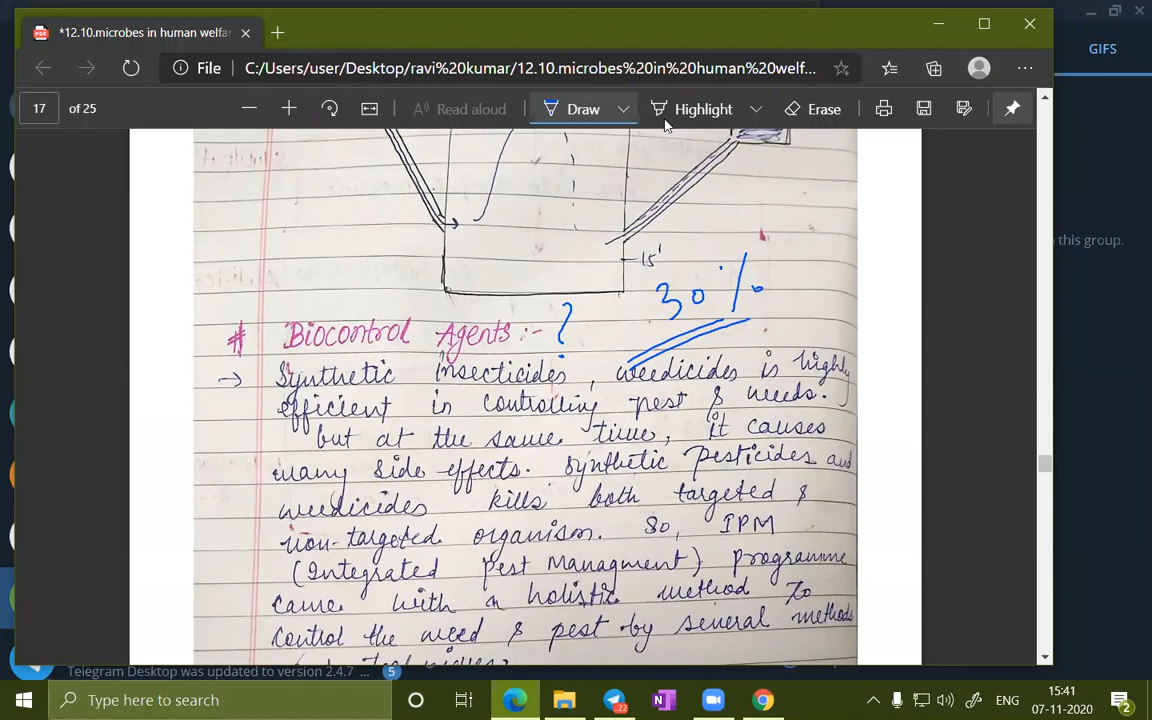 GIFS
*12.10.microbes in human welfa
File
C:/Users/user/Desktop/ravi%20kumar/12.10.microbes%20in%20human%20welf...
17 of 25
Read aloud
Draw
Highlight
Erase
this group.
15'
30%
# Biocontrol Agents :- ?
→ Synthetic insecticides, weedicides is highly
efficient in controlling pest & weeds.
but at the same time, it causes
many side effects. Synthetic pesticides and
weedicides kills both targeted &
non-targeted organism. So, IPM
(Integrated Pest Managment) programme
came with a holistic method to
control the weed & pest by several methods
Telegram Desktop was updated to version 2.4.7 ...
5
Type here to search
22
ENG
15:41
07-11-2020
2